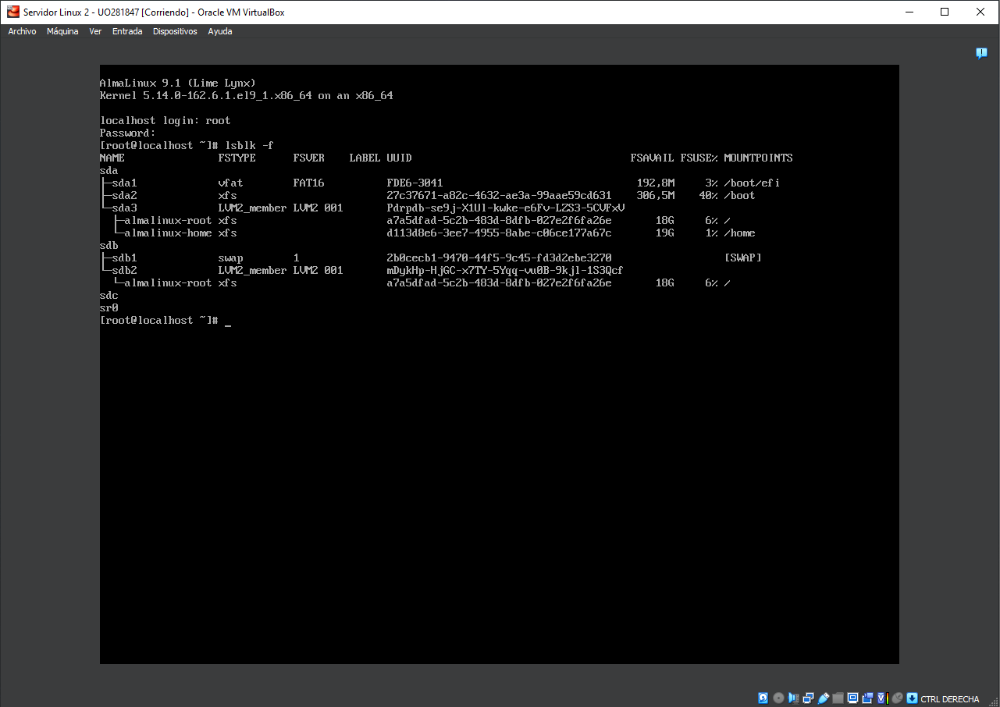 Servidor Linux 2 - UO281847 [Corriendo] - Oracle VM VirtualBox
Archivo Máquina Ver Entrada Dispositivos Ayuda
AlmaLinux 9.1 (Lime Lynx)
Kernel 5.14.0-162.6.1.el9_1.x86_64 on an x86_64
localhost login: root
Password:
[root@localhost ~]# lsblk -f
NAME FSTYPE FSVER LABEL UUID FSAVAIL FSUSE% MOUNTPOINTS
sda
├─sda1 vfat FAT16 FDE6-3041 192,8M 3% /boot/efi
├─sda2 xfs 27c37671-a82c-4632-ae3a-99aae59cd631 306,5M 40% /boot
└─sda3 LVM2_member LVM2 001 Pdrpdb-se9j-X1Ul-kwke-e6Fv-LZS3-5CVFxV
├─almalinux-root xfs a7a5dfad-5c2b-483d-8dfb-027e2f6fa26e 18G 6% /
└─almalinux-home xfs d113d8e6-3ee7-4955-8abe-c06ce177a67c 19G 1% /home
sdb
├─sdb1 swap 1 2b0cecb1-9470-44f5-9c45-fd3d2ebe3270 [SWAP]
└─sdb2 LVM2_member LVM2 001 mDykHp-HjGC-x7TY-5Yqq-vu0B-9kjl-1S3Qcf
└─almalinux-root xfs a7a5dfad-5c2b-483d-8dfb-027e2f6fa26e 18G 6% /
sdc
sr0
[root@localhost ~]# _
CTRL DERECHA